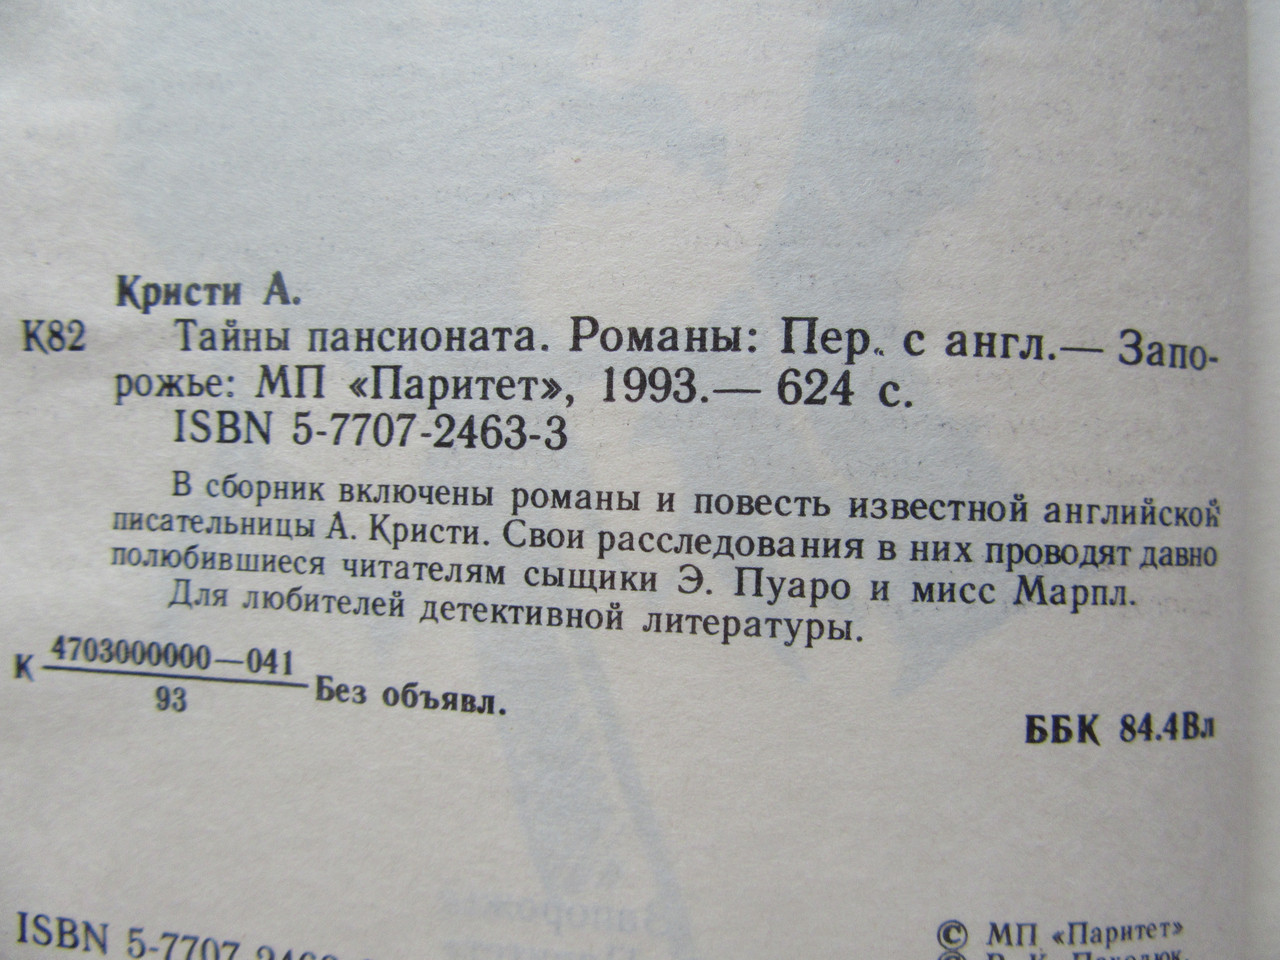 Кристи А.
К82 Тайны пансионата. Романы: Пер. с англ.— Запо-
рожье: МП «Паритет», 1993.— 624 с.
ISBN 5-7707-2463-3
В сборник включены романы и повесть известной английской
писательницы А. Кристи. Свои расследования в них проводят давно
полюбившиеся читателям сыщики Э. Пуаро и мисс Марпл.
Для любителей детективной литературы.
К 4703000000—041
93
Без объявл.
ББК 84.4Вл
ISBN
© МП «Паритет»